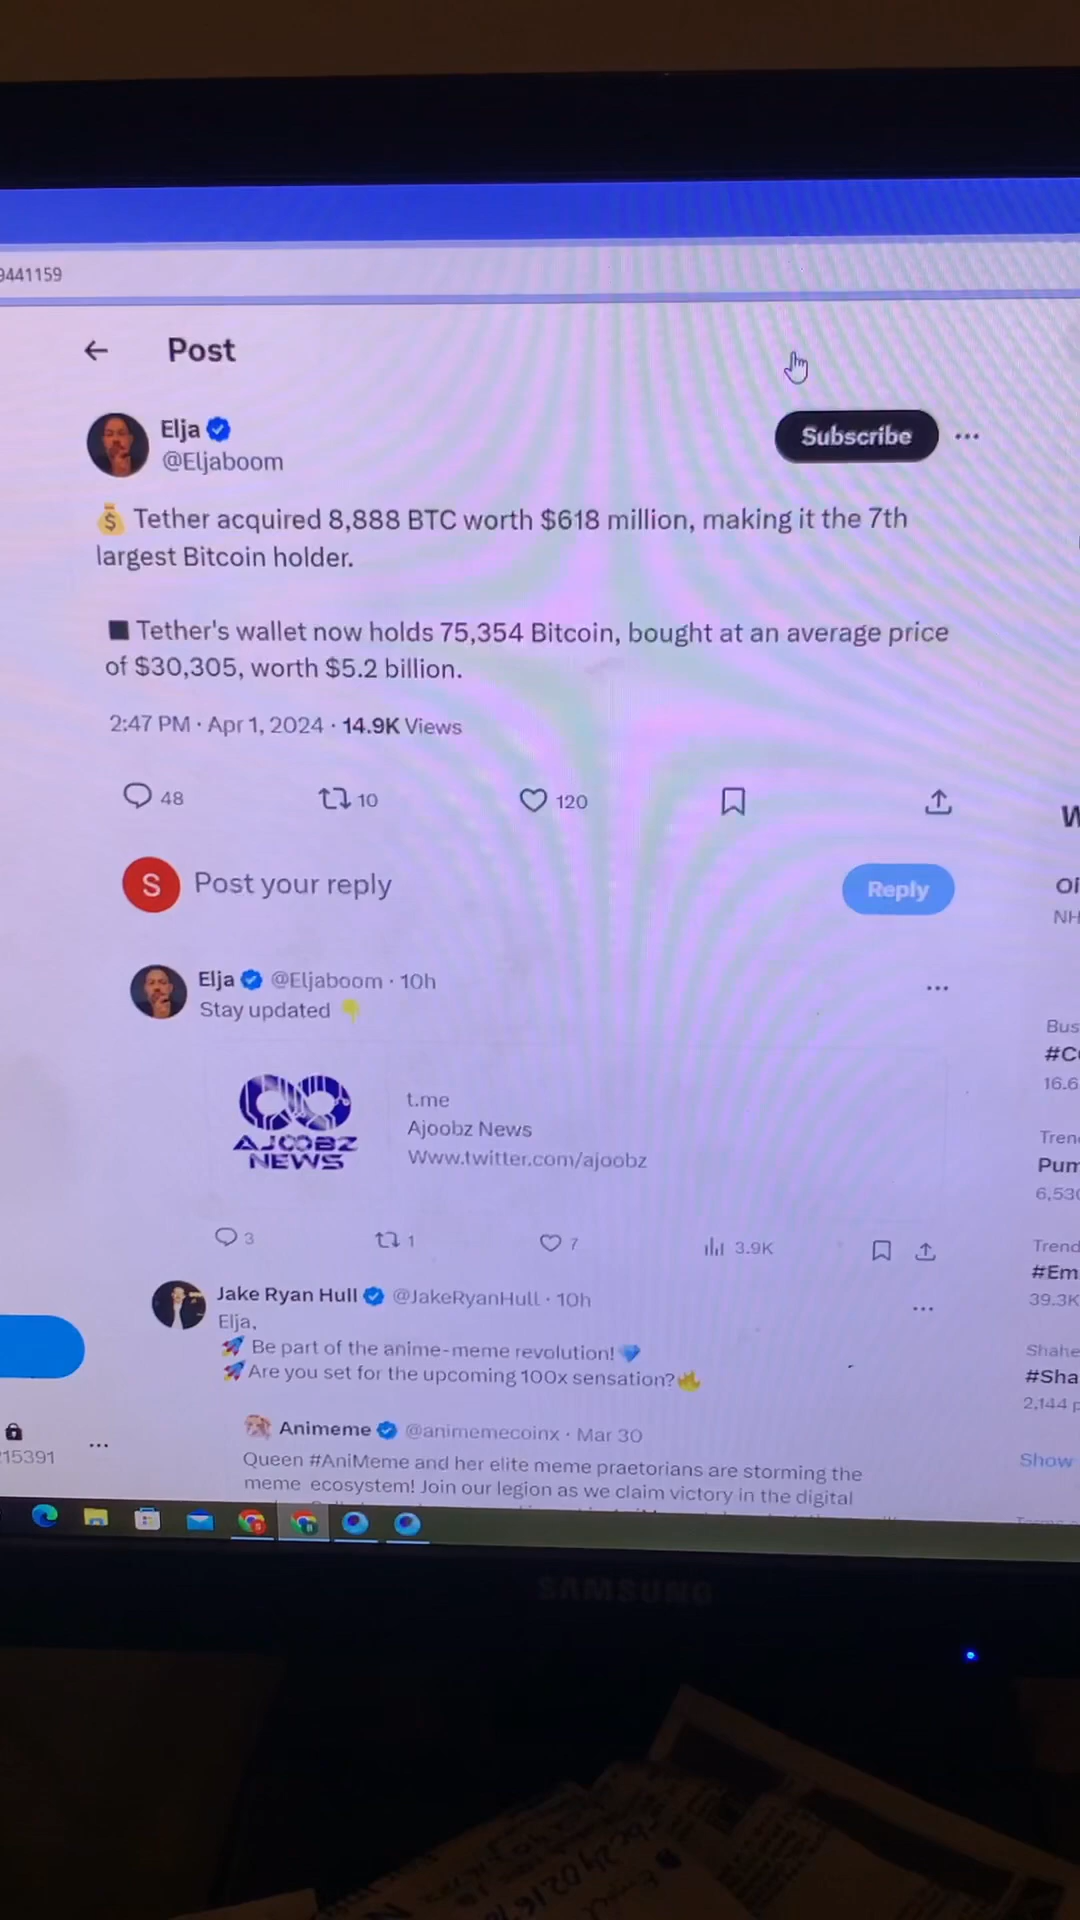 9441159
← Post
Elja
@Eljaboom
Subscribe
💰 Tether acquired 8,888 BTC worth $618 million, making it the 7th
largest Bitcoin holder.
⬛ Tether's wallet now holds 75,354 Bitcoin, bought at an average price
of $30,305, worth $5.2 billion.
2:47 PM · Apr 1, 2024 · 14.9K Views
48 10 120
S Post your reply Reply
Elja @Eljaboom · 10h
Stay updated 👇
AJOOBZ
NEWS
t.me
Ajoobz News
Www.twitter.com/ajoobz
3 1 7 3.9K
Jake Ryan Hull @JakeRyanHull · 10h
Elja,
🚀 Be part of the anime-meme revolution!💎
🚀 Are you set for the upcoming 100x sensation?🔥
Animeme @animemecoinx · Mar 30
Queen #AniMeme and her elite meme praetorians are storming the
meme ecosystem! Join our legion as we claim victory in the digital
15391
NH
Bus
#C
16.6
Tren
Pum
6,530
Trend
#Em
39.3K
Shahe
#Sha
2,144 p
Show
SAMSUNG